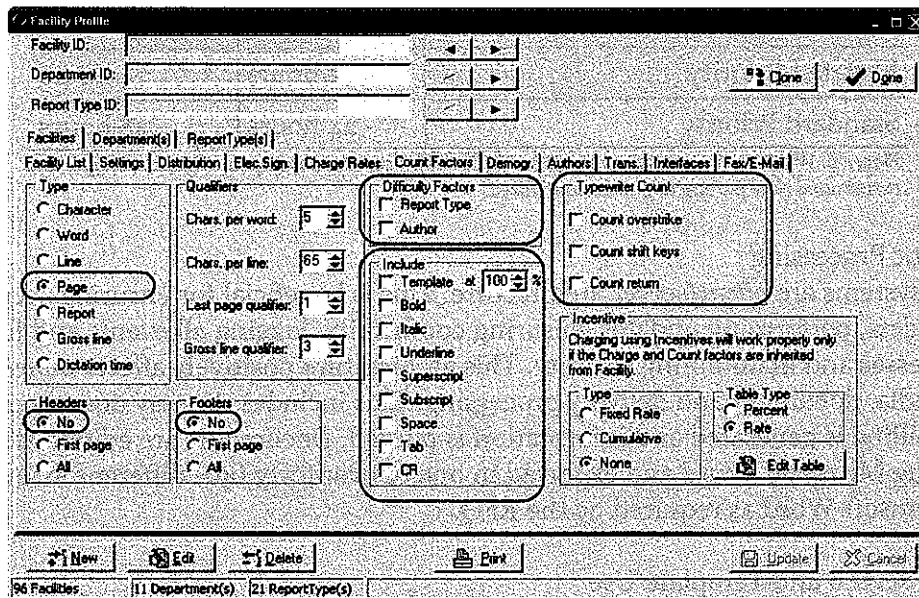 Facility Profile
Facility ID:
Department ID:
Report Type ID:
Clone
Done
Facilities Department(s) ReportType(s)
Facility List Settings Distribution Elec.Sign. Charge Rates Count Factors Demogr. Authors Trans. Interfaces Fax/E-Mail
Type
Character
Word
Line
Page
Report
Gross line
Dictation time
Qualifiers
Chars. per word: 5
Chars. per line: 65
Last page qualifier: 1
Gross line qualifier: 3
Difficulty Factors
Report Type
Author
Include
Template at 100 %
Bold
Italic
Underline
Superscript
Subscript
Space
Tab
CR
Typewriter Count
Count overstrike
Count shift keys
Count return
Incentive
Charging using Incentives will work properly only
if the Charge and Count factors are inherited
from Facility.
Type
Fixed Rate
Cumulative
None
Table Type
Percent
Rate
Edit Table
Headers
No
First page
All
Footers
No
First page
All
New Edit Delete Print Update Cancel
96 Facilities 11 Department(s) 21 ReportType(s)